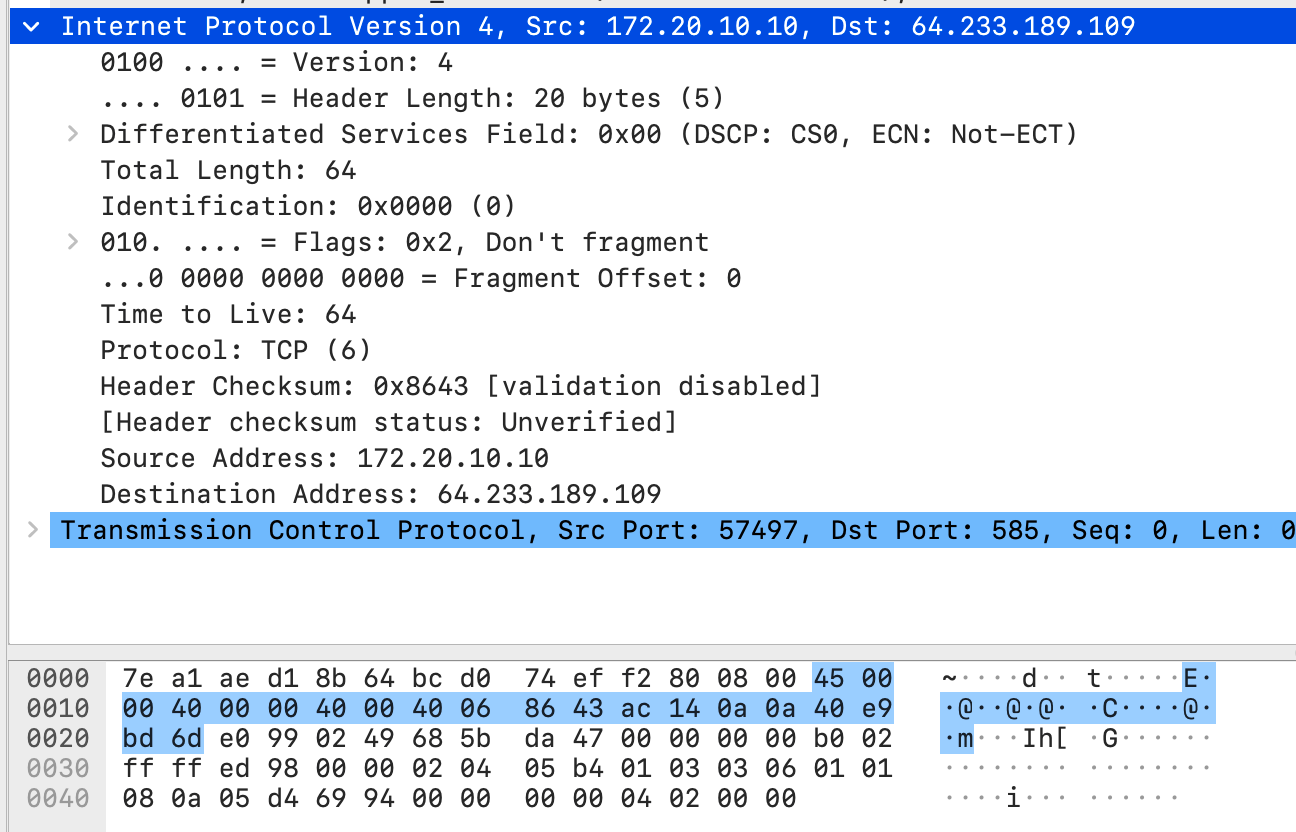 Internet Protocol Version 4, Src: 172.20.10.10, Dst: 64.233.189.109
0100 .... = Version: 4
.... 0101 = Header Length: 20 bytes (5)
Differentiated Services Field: 0x00 (DSCP: CS0, ECN: Not-ECT)
Total Length: 64
Identification: 0x0000 (0)
010. .... = Flags: 0x2, Don't fragment
...0 0000 0000 0000 = Fragment Offset: 0
Time to Live: 64
Protocol: TCP (6)
Header Checksum: 0x8643 [validation disabled]
[Header checksum status: Unverified]
Source Address: 172.20.10.10
Destination Address: 64.233.189.109
Transmission Control Protocol, Src Port: 57497, Dst Port: 585, Seq: 0, Len: 0
0000 7e a1 ae d1 8b 64 bc d0 74 ef f2 80 08 00 45 00 ~····d·· t·····E·
0010 00 40 00 00 40 00 40 06 86 43 ac 14 0a 0a 40 e9 ·@··@·@· ·C····@·
0020 bd 6d e0 99 02 49 68 5b da 47 00 00 00 00 b0 02 ·m···Ih[ ·G······
0030 ff ff ed 98 00 00 02 04 05 b4 01 03 03 06 01 01 ········ ········
0040 08 0a 05 d4 69 94 00 00 00 00 04 02 00 00 ····i··· ······